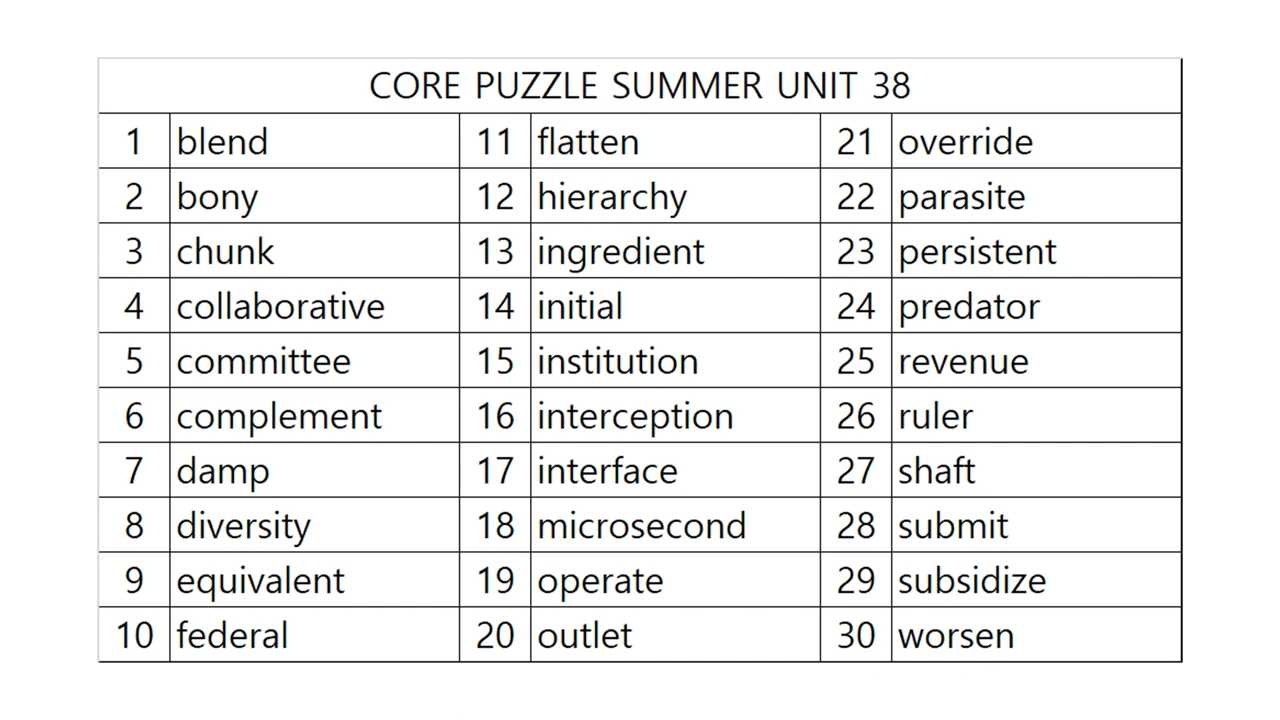 CORE PUZZLE SUMMER UNIT 38
1 blend 11 flatten 21 override
2 bony 12 hierarchy 22 parasite
3 chunk 13 ingredient 23 persistent
4 collaborative 14 initial 24 predator
5 committee 15 institution 25 revenue
6 complement 16 interception 26 ruler
7 damp 17 interface 27 shaft
8 diversity 18 microsecond 28 submit
9 equivalent 19 operate 29 subsidize
10 federal 20 outlet 30 worsen